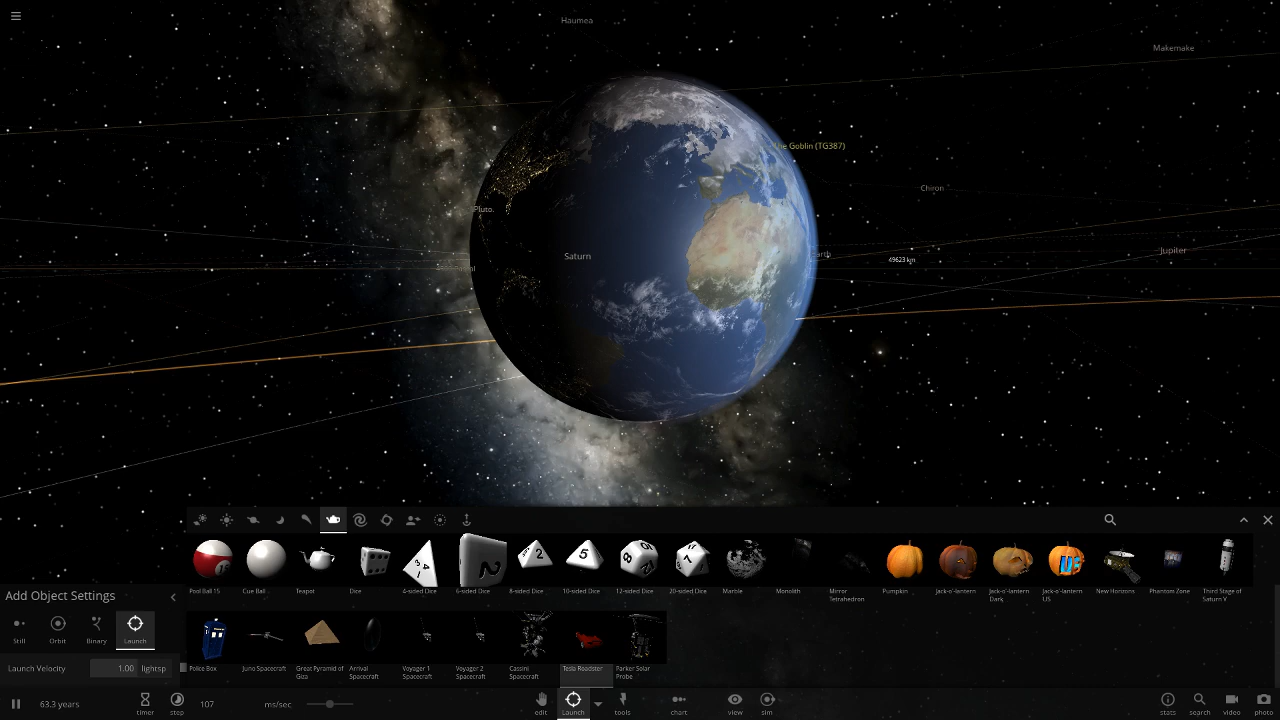 Haumea
Makemake
The Goblin (TG387)
Chiron
Pluto
Saturn
Jupiter
49623 km
Pool Ball 15
Cue Ball
Teapot
Dice
4-sided Dice
6-sided Dice
8-sided Dice
10-sided Dice
12-sided Dice
20-sided Dice
Marble
Monolith
Mirror Tetrahedron
Pumpkin
Jack-o'-lantern
Jack-o'-lantern Dark
Jack-o'-lantern US
New Horizons
Phantom Zone
Third Stage of Saturn V
Add Object Settings
Still
Orbit
Binary
Launch
Launch Velocity
1.00
lightsp
Police Box
Juno Spacecraft
Great Pyramid of Giza
Arrival Spacecraft
Voyager 1 Spacecraft
Voyager 2 Spacecraft
Cassini Spacecraft
Tesla Roadster
Parker Solar Probe
63.3 years
timer
step
107
ms/sec
edit
Launch
tools
chart
view
sim
stats
search
video
photo